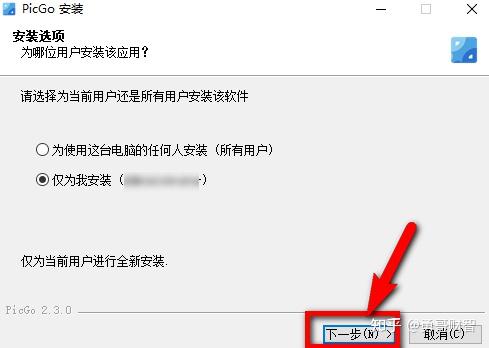 PicGo 安装
安装选项
为哪位用户安装该应用？
请选择为当前用户还是所有用户安装该软件
为使用这台电脑的任何人安装（所有用户）
仅为我安装（
）
仅为当前用户进行全新安装.
PicGo 2.3.0
下一步(N) >
取消(C)
知乎 @勇哥财智